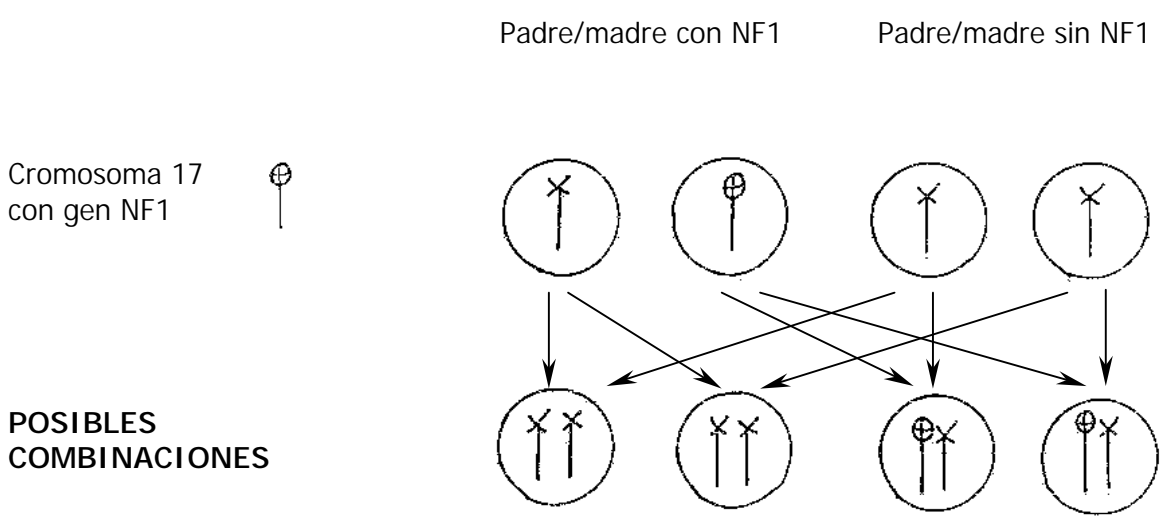 Padre/madre con NF1
Padre/madre sin NF1
Cromosoma 17
con gen NF1
POSIBLES
COMBINACIONES